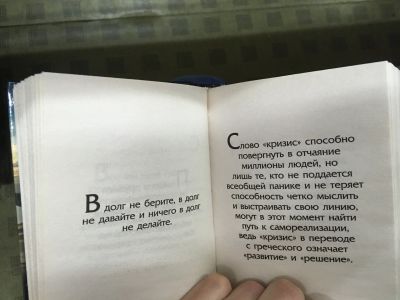 В долг не берите, в долг
не давайте и ничего в долг
не делайте.
Слово «кризис» способно
повергнуть в отчаяние
миллионы людей, но
лишь те, кто не поддается
всеобщей панике и не теряет
способность четко мыслить
и выстраивать свою линию,
могут в этот момент найти
путь к самореализации,
ведь «кризис» в переводе
с греческого означает
«развитие» и «решение».